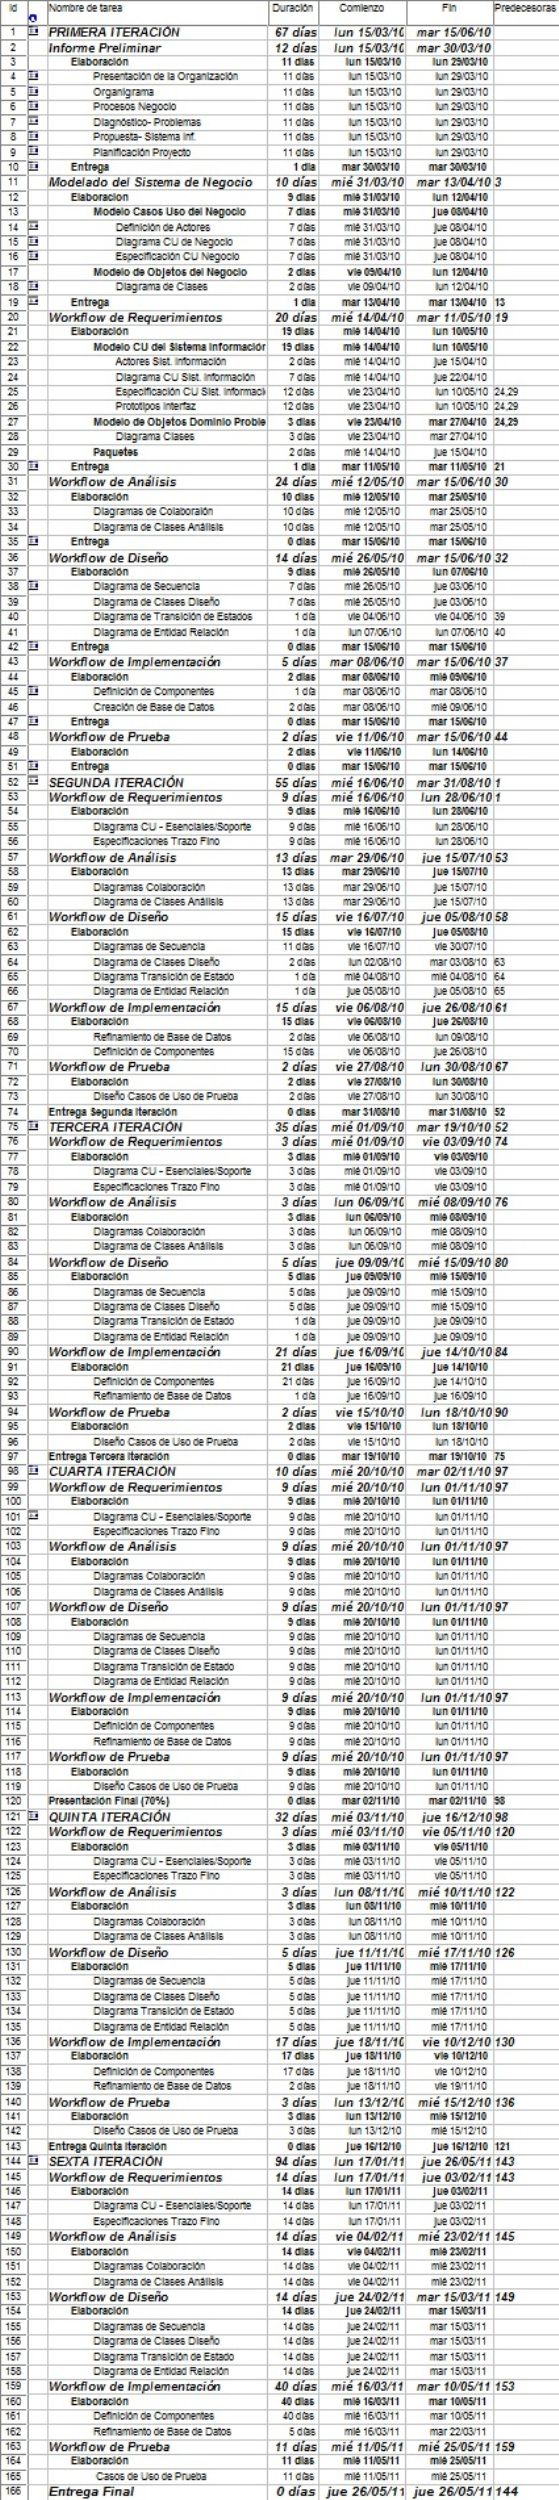 Id Nombre de tarea Duración Comienzo Fin Predecesoras
1 PRIMERA ITERACIÓN 67 días lun 15/03/10 mar 15/06/10
2 Informe Preliminar 12 días lun 15/03/10 mar 30/03/10
3 Elaboración 11 días lun 15/03/10 lun 29/03/10
4 Presentación de la Organización 11 días lun 15/03/10 lun 29/03/10
5 Organigrama 11 días lun 15/03/10 lun 29/03/10
6 Procesos Negocio 11 días lun 15/03/10 lun 29/03/10
7 Diagnóstico- Problemas 11 días lun 15/03/10 lun 29/03/10
8 Propuesta- Sistema Inf. 11 días lun 15/03/10 lun 29/03/10
9 Planificación Proyecto 11 días lun 15/03/10 lun 29/03/10
10 Entrega 1 día mar 30/03/10 mar 30/03/10
11 Modelado del Sistema de Negocio 10 días mié 31/03/10 mar 13/04/10 3
12 Elaboracion 9 días mié 31/03/10 lun 12/04/10
13 Modelo Casos Uso del Negocio 7 días mié 31/03/10 jue 08/04/10
14 Definición de Actores 7 días mié 31/03/10 jue 08/04/10
15 Diagrama CU de Negocio 7 días mié 31/03/10 jue 08/04/10
16 Especificación CU Negocio 7 días mié 31/03/10 jue 08/04/10
17 Modelo de Objetos del Negocio 2 días vie 09/04/10 lun 12/04/10
18 Diagrama de Clases 2 días vie 09/04/10 lun 12/04/10
19 Entrega 1 día mar 13/04/10 mar 13/04/10 13
20 Workflow de Requerimientos 20 días mié 14/04/10 mar 11/05/10 19
21 Elaboración 19 días mié 14/04/10 lun 10/05/10
22 Modelo CU del Sistema Informaciór 19 días mié 14/04/10 lun 10/05/10
23 Actores Sist. Información 2 días mié 14/04/10 jue 15/04/10
24 Diagrama CU Sist. Información 7 días mié 14/04/10 jue 22/04/10
25 Especificación CU Sist. Informaci 12 días vie 23/04/10 lun 10/05/10 24,29
26 Prototipos Interfaz 12 días vie 23/04/10 lun 10/05/10 24,29
27 Modelo de Objetos Dominio Proble 3 días vie 23/04/10 mar 27/04/10 24,29
28 Diagrama Clases 3 días vie 23/04/10 mar 27/04/10
29 Paquetes 2 días mié 14/04/10 jue 15/04/10
30 Entrega 1 día mar 11/05/10 mar 11/05/10 21
31 Workflow de Análisis 24 días mié 12/05/10 mar 15/06/10 30
32 Elaboración 10 días mié 12/05/10 mar 25/05/10
33 Diagramas de Colaboraión 10 días mié 12/05/10 mar 25/05/10
34 Diagrama de Clases Análisis 10 días mié 12/05/10 mar 25/05/10
35 Entrega 0 días mar 15/06/10 mar 15/06/10
36 Workflow de Diseño 14 días mié 26/05/10 mar 15/06/10 32
37 Elaboración 9 días mié 26/05/10 lun 07/06/10
38 Diagrama de Secuencia 7 días mié 26/05/10 jue 03/06/10
39 Diagrama de Clases Diseño 7 días mié 26/05/10 jue 03/06/10
40 Diagrama de Transición de Estados 1 día vie 04/06/10 vie 04/06/10 39
41 Diagrama de Entidad Relación 1 día lun 07/06/10 lun 07/06/10 40
42 Entrega 0 días mar 15/06/10 mar 15/06/10
43 Workflow de Implementación 5 días mar 08/06/10 mar 15/06/10 37
44 Elaboración 2 días mar 08/06/10 mié 09/06/10
45 Definición de Componentes 1 día mar 08/06/10 mar 08/06/10
46 Creación de Base de Datos 2 días mar 08/06/10 mié 09/06/10
47 Entrega 0 días mar 15/06/10 mar 15/06/10
48 Workflow de Prueba 2 días vie 11/06/10 mar 15/06/10 44
49 Elaboración 2 días vie 11/06/10 lun 14/06/10
51 Entrega 0 días mar 15/06/10 mar 15/06/10
52 SEGUNDA ITERACIÓN 55 días mié 16/06/10 mar 31/08/10 1
53 Workflow de Requerimientos 9 días mié 16/06/10 lun 28/06/10 1
54 Elaboración 9 días mié 16/06/10 lun 28/06/10
55 Diagrama CU - Esenciales/Soporte 9 días mié 16/06/10 lun 28/06/10
56 Especificaciones Trazo Fino 9 días mié 16/06/10 lun 28/06/10
57 Workflow de Análisis 13 días mar 29/06/10 jue 15/07/10 53
58 Elaboración 13 días mar 29/06/10 jue 15/07/10
59 Diagramas Colaboración 13 días mar 29/06/10 jue 15/07/10
60 Diagrama de Clases Análisis 13 días mar 29/06/10 jue 15/07/10
61 Workflow de Diseño 15 días vie 16/07/10 jue 05/08/10 58
62 Elaboración 15 días vie 16/07/10 jue 05/08/10
63 Diagramas de Secuencia 11 días vie 16/07/10 vie 30/07/10
64 Diagrama de Clases Diseño 2 días lun 02/08/10 mar 03/08/10 63
65 Diagrama Transición de Estado 1 día mié 04/08/10 mié 04/08/10 64
66 Diagrama de Entidad Relación 1 día jue 05/08/10 jue 05/08/10 65
67 Workflow de Implementación 15 días vie 06/08/10 jue 26/08/10 61
68 Elaboración 15 días vie 06/08/10 jue 26/08/10
69 Refinamiento de Base de Datos 2 días vie 06/08/10 lun 09/08/10
70 Definición de Componentes 15 días vie 06/08/10 jue 26/08/10
71 Workflow de Prueba 2 días vie 27/08/10 lun 30/08/10 67
72 Elaboración 2 días vie 27/08/10 lun 30/08/10
73 Diseño Casos de Uso de Prueba 2 días vie 27/08/10 lun 30/08/10
74 Entrega Segunda Iteración 0 días mar 31/08/10 mar 31/08/10 52
75 TERCERA ITERACIÓN 35 días mié 01/09/10 mar 19/10/10 52
76 Workflow de Requerimientos 3 días mié 01/09/10 vie 03/09/10 74
77 Elaboración 3 días mié 01/09/10 vie 03/09/10
78 Diagrama CU - Esenciales/Soporte 3 días mié 01/09/10 vie 03/09/10
79 Especificaciones Trazo Fino 3 días mié 01/09/10 vie 03/09/10
80 Workflow de Análisis 3 días lun 06/09/10 mié 08/09/10 76
81 Elaboración 3 días lun 06/09/10 mié 08/09/10
82 Diagramas Colaboración 3 días lun 06/09/10 mié 08/09/10
83 Diagrama de Clases Análisis 3 días lun 06/09/10 mié 08/09/10
84 Workflow de Diseño 5 días jue 09/09/10 mié 15/09/10 80
85 Elaboración 5 días jue 09/09/10 mié 15/09/10
86 Diagramas de Secuencia 5 días jue 09/09/10 mié 15/09/10
87 Diagrama de Clases Diseño 5 días jue 09/09/10 mié 15/09/10
88 Diagrama Transición de Estado 1 día jue 09/09/10 jue 09/09/10
89 Diagrama de Entidad Relación 1 día jue 09/09/10 jue 09/09/10
90 Workflow de Implementación 21 días jue 16/09/10 jue 14/10/10 84
91 Elaboración 21 días jue 16/09/10 jue 14/10/10
92 Definición de Componentes 21 días jue 16/09/10 jue 14/10/10
93 Refinamiento de Base de Datos 1 día jue 16/09/10 jue 16/09/10
94 Workflow de Prueba 2 días vie 15/10/10 lun 18/10/10 90
95 Elaboración 2 días vie 15/10/10 lun 18/10/10
96 Diseño Casos de Uso de Prueba 2 días vie 15/10/10 lun 18/10/10
97 Entrega Tercera Iteración 0 días mar 19/10/10 mar 19/10/10 75
98 CUARTA ITERACIÓN 10 días mié 20/10/10 mar 02/11/10 97
99 Workflow de Requerimientos 9 días mié 20/10/10 lun 01/11/10 97
100 Elaboración 9 días mié 20/10/10 lun 01/11/10
101 Diagrama CU - Esenciales/Soporte 9 días mié 20/10/10 lun 01/11/10
102 Especificaciones Trazo Fino 9 días mié 20/10/10 lun 01/11/10
103 Workflow de Análisis 9 días mié 20/10/10 lun 01/11/10 97
104 Elaboración 9 días mié 20/10/10 lun 01/11/10
105 Diagramas Colaboración 9 días mié 20/10/10 lun 01/11/10
106 Diagrama de Clases Análisis 9 días mié 20/10/10 lun 01/11/10
107 Workflow de Diseño 9 días mié 20/10/10 lun 01/11/10 97
108 Elaboración 9 días mié 20/10/10 lun 01/11/10
109 Diagramas de Secuencia 9 días mié 20/10/10 lun 01/11/10
110 Diagrama de Clases Diseño 9 días mié 20/10/10 lun 01/11/10
111 Diagrama Transición de Estado 9 días mié 20/10/10 lun 01/11/10
112 Diagrama de Entidad Relación 9 días mié 20/10/10 lun 01/11/10
113 Workflow de Implementación 9 días mié 20/10/10 lun 01/11/10 97
114 Elaboración 9 días mié 20/10/10 lun 01/11/10
115 Definición de Componentes 9 días mié 20/10/10 lun 01/11/10
116 Refinamiento de Base de Datos 9 días mié 20/10/10 lun 01/11/10
117 Workflow de Prueba 9 días mié 20/10/10 lun 01/11/10 97
118 Elaboración 9 días mié 20/10/10 lun 01/11/10
119 Diseño Casos de Uso de Prueba 9 días mié 20/10/10 lun 01/11/10
120 Presentación Final (70%) 0 días mar 02/11/10 mar 02/11/10 98
121 QUINTA ITERACIÓN 32 días mié 03/11/10 jue 16/12/10 98
122 Workflow de Requerimientos 3 días mié 03/11/10 vie 05/11/10 120
123 Elaboración 3 días mié 03/11/10 vie 05/11/10
124 Diagrama CU - Esenciales/Soporte 3 días mié 03/11/10 vie 05/11/10
125 Especificaciones Trazo Fino 3 días mié 03/11/10 vie 05/11/10
126 Workflow de Análisis 3 días lun 08/11/10 mié 10/11/10 122
127 Elaboración 3 días lun 08/11/10 mié 10/11/10
128 Diagramas Colaboración 3 días lun 08/11/10 mié 10/11/10
129 Diagrama de Clases Análisis 3 días lun 08/11/10 mié 10/11/10
130 Workflow de Diseño 5 días jue 11/11/10 mié 17/11/10 126
131 Elaboración 5 días jue 11/11/10 mié 17/11/10
132 Diagramas de Secuencia 5 días jue 11/11/10 mié 17/11/10
133 Diagrama de Clases Diseño 5 días jue 11/11/10 mié 17/11/10
134 Diagrama Transición de Estado 5 días jue 11/11/10 mié 17/11/10
135 Diagrama de Entidad Relación 5 días jue 11/11/10 mié 17/11/10
136 Workflow de Implementación 17 días jue 18/11/10 vie 10/12/10 130
137 Elaboración 17 días jue 18/11/10 vie 10/12/10
138 Definición de Componentes 17 días jue 18/11/10 vie 10/12/10
139 Refinamiento de Base de Datos 2 días jue 18/11/10 vie 19/11/10
140 Workflow de Prueba 3 días lun 13/12/10 mié 15/12/10 136
141 Elaboración 3 días lun 13/12/10 mié 15/12/10
142 Diseño Casos de Uso de Prueba 3 días lun 13/12/10 mié 15/12/10
143 Entrega Quinta Iteración 0 días jue 16/12/10 jue 16/12/10 121
144 SEXTA ITERACIÓN 94 días lun 17/01/11 jue 26/05/11 143
145 Workflow de Requerimientos 14 días lun 17/01/11 jue 03/02/11 143
146 Elaboración 14 días lun 17/01/11 jue 03/02/11
147 Diagrama CU - Esenciales/Soporte 14 días lun 17/01/11 jue 03/02/11
148 Especificaciones Trazo Fino 14 días lun 17/01/11 jue 03/02/11
149 Workflow de Análisis 14 días vie 04/02/11 mié 23/02/11 145
150 Elaboración 14 días vie 04/02/11 mié 23/02/11
151 Diagramas Colaboración 14 días vie 04/02/11 mié 23/02/11
152 Diagrama de Clases Análisis 14 días vie 04/02/11 mié 23/02/11
153 Workflow de Diseño 14 días jue 24/02/11 mar 15/03/11 149
154 Elaboración 14 días jue 24/02/11 mar 15/03/11
155 Diagramas de Secuencia 14 días jue 24/02/11 mar 15/03/11
156 Diagrama de Clases Diseño 14 días jue 24/02/11 mar 15/03/11
157 Diagrama Transición de Estado 14 días jue 24/02/11 mar 15/03/11
158 Diagrama de Entidad Relación 14 días jue 24/02/11 mar 15/03/11
159 Workflow de Implementación 40 días mié 16/03/11 mar 10/05/11 153
160 Elaboración 40 días mié 16/03/11 mar 10/05/11
161 Definición de Componentes 40 días mié 16/03/11 mar 10/05/11
162 Refinamiento de Base de Datos 5 días mié 16/03/11 mar 22/03/11
163 Workflow de Prueba 11 días mié 11/05/11 mié 25/05/11 159
164 Elaboración 11 días mié 11/05/11 mié 25/05/11
165 Casos de Uso de Prueba 11 días mié 11/05/11 mié 25/05/11
166 Entrega Final 0 días jue 26/05/11 jue 26/05/11 144